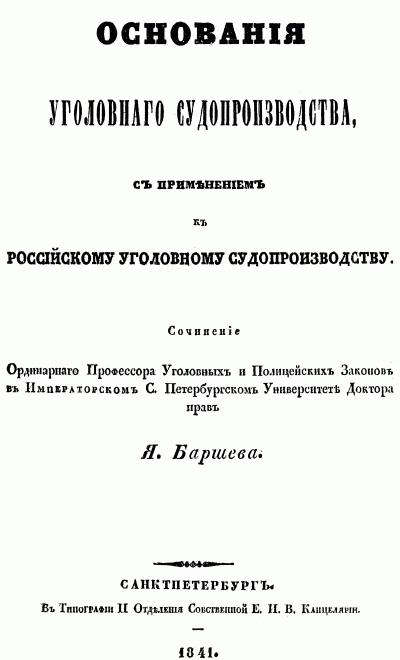 ОСНОВАНІЯ
УГОЛОВНАГО СУДОПРОИЗВОДСТВА,
СЪ ПРИМѢНЕНІЕМЪ
КЪ
РОССІЙСКОМУ УГОЛОВНОМУ СУДОПРОИЗВОДСТВУ.
Сочиненіе
Ординарнаго Профессора Уголовныхъ и Полицейскихъ Законовъ
въ Императорскомъ С. Петербургскомъ Университетѣ Доктора
правъ
Я. Баршева.
САНКТПЕТЕРБУРГЪ.
Въ Типографіи II Отдѣленія Собственной Е. И. В. Канцеляріи.
1841.